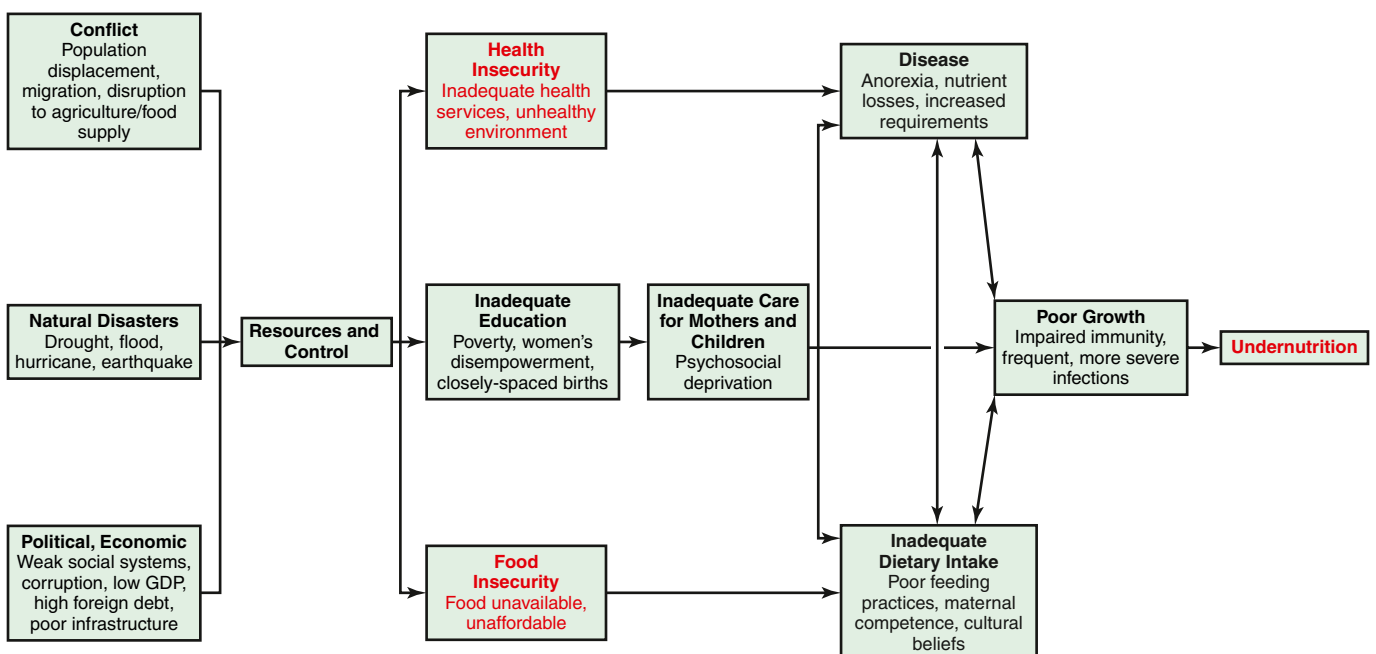 Conflict
Population
displacement,
migration, disruption
to agriculture/food
supply
Natural Disasters
Drought, flood,
hurricane, earthquake
Political, Economic
Weak social systems,
corruption, low GDP,
high foreign debt,
poor infrastructure
Resources and
Control
Health
Insecurity
Inadequate health
services, unhealthy
environment
Inadequate
Education
Poverty, women’s
disempowerment,
closely-spaced births
Food
Insecurity
Food unavailable,
unaffordable
Inadequate Care
for Mothers and
Children
Psychosocial
deprivation
Disease
Anorexia, nutrient
losses, increased
requirements
Inadequate
Dietary Intake
Poor feeding
practices, maternal
competence, cultural
beliefs
Poor Growth
Impaired immunity,
frequent, more severe
infections
Undernutrition